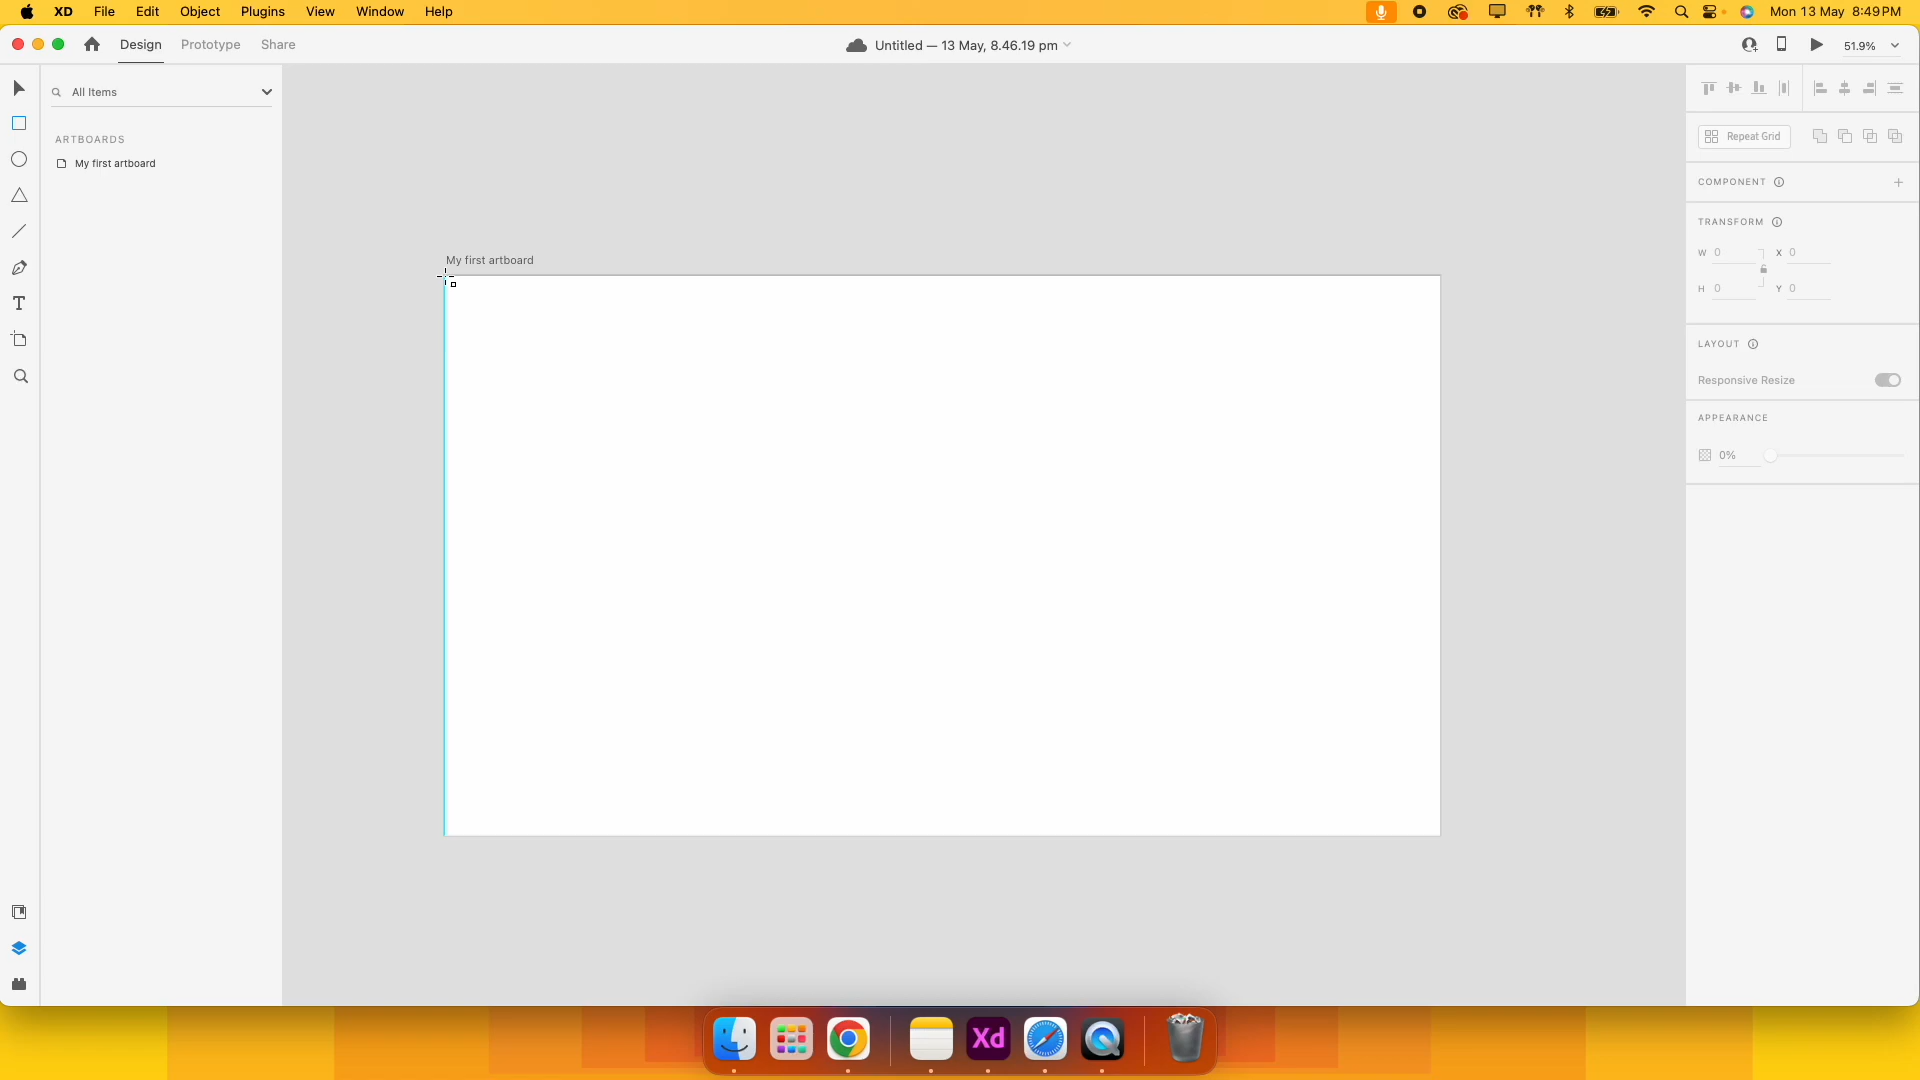 XD File Edit Object Plugins View Window Help Mon 13 May 8:49 PM
Design Prototype Share Untitled — 13 May, 8.46.19 pm 51.9%
All Items
ARTBOARDS
My first artboard
My first artboard
Repeat Grid
COMPONENT
TRANSFORM
W 0 X 0
H 0 Y 0
LAYOUT
Responsive Resize
APPEARANCE
0%
T
Xd